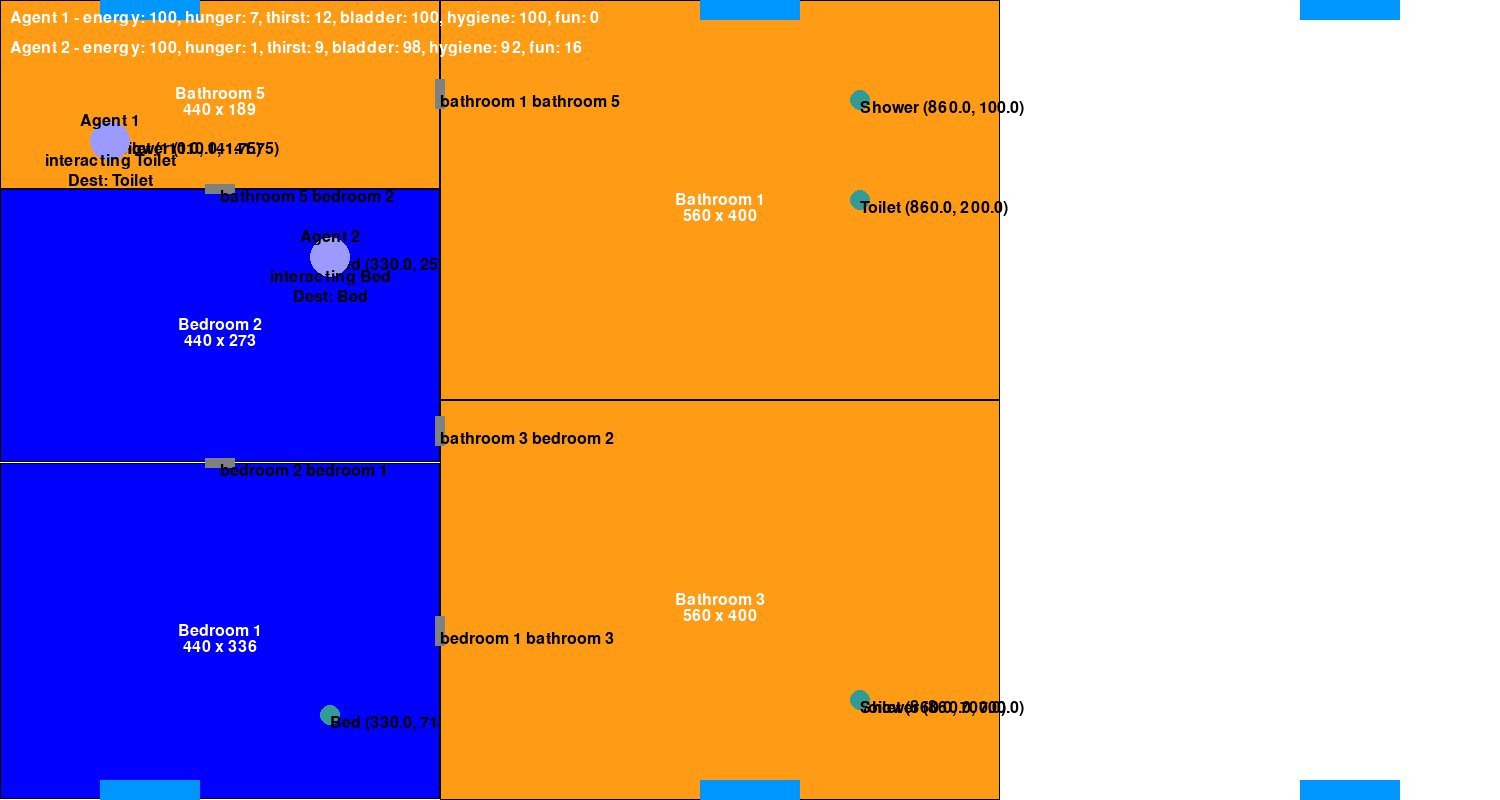 Agent 1 - energy: 100, hunger: 7, thirst: 12, bladder: 100, hygiene: 100, fun: 0
Agent 2 - energy: 100, hunger: 1, thirst: 9, bladder: 98, hygiene: 92, fun: 16
Bathroom 5
440 x 189
bathroom 1 bathroom 5
Shower (860.0, 100.0)
Agent 1
interacting Toilet
Dest: Toilet
bathroom 5 bedroom 2
Bathroom 1
560 x 400
Toilet (860.0, 200.0)
Agent 2
(330.0, 25
interacting Bed
Dest: Bed
Bedroom 2
440 x 273
bathroom 3 bedroom 2
bedroom 2 bedroom 1
Bathroom 3
560 x 400
Bedroom 1
440 x 336
bedroom 1 bathroom 3
Bed (330.0, 71